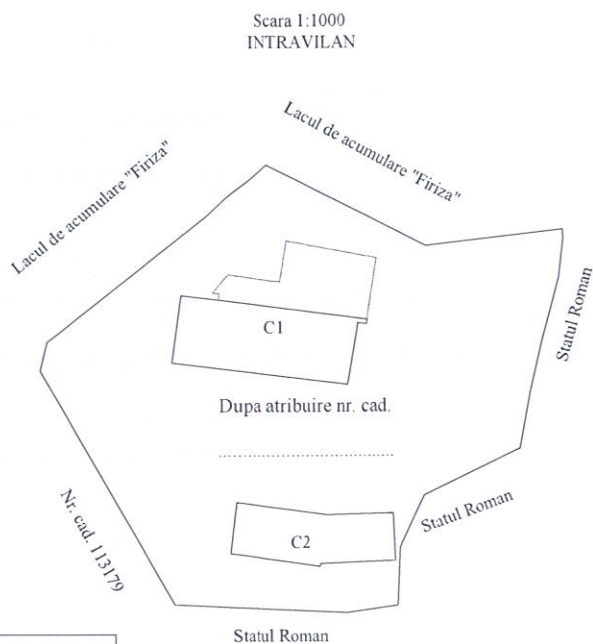 Scara 1:1000
INTRAVILAN
Lacul de acumulare "Firiza"
Lacul de acumulare "Firiza"
Statul Roman
C1
Dupa atribuire nr. cad.
Nr. cad. 113179
Statul Roman
C2
Statul Roman